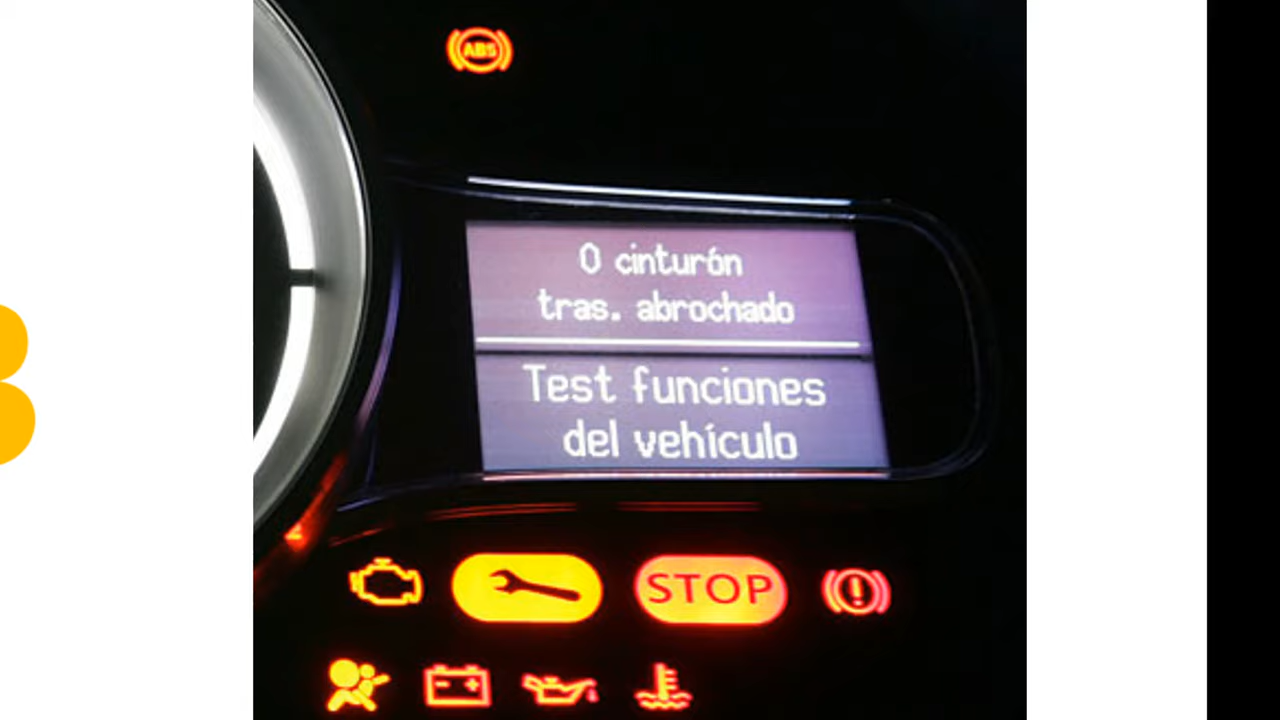 ABS
0 cinturón
tras. abrochado
Test funciones
del vehículo
STOP